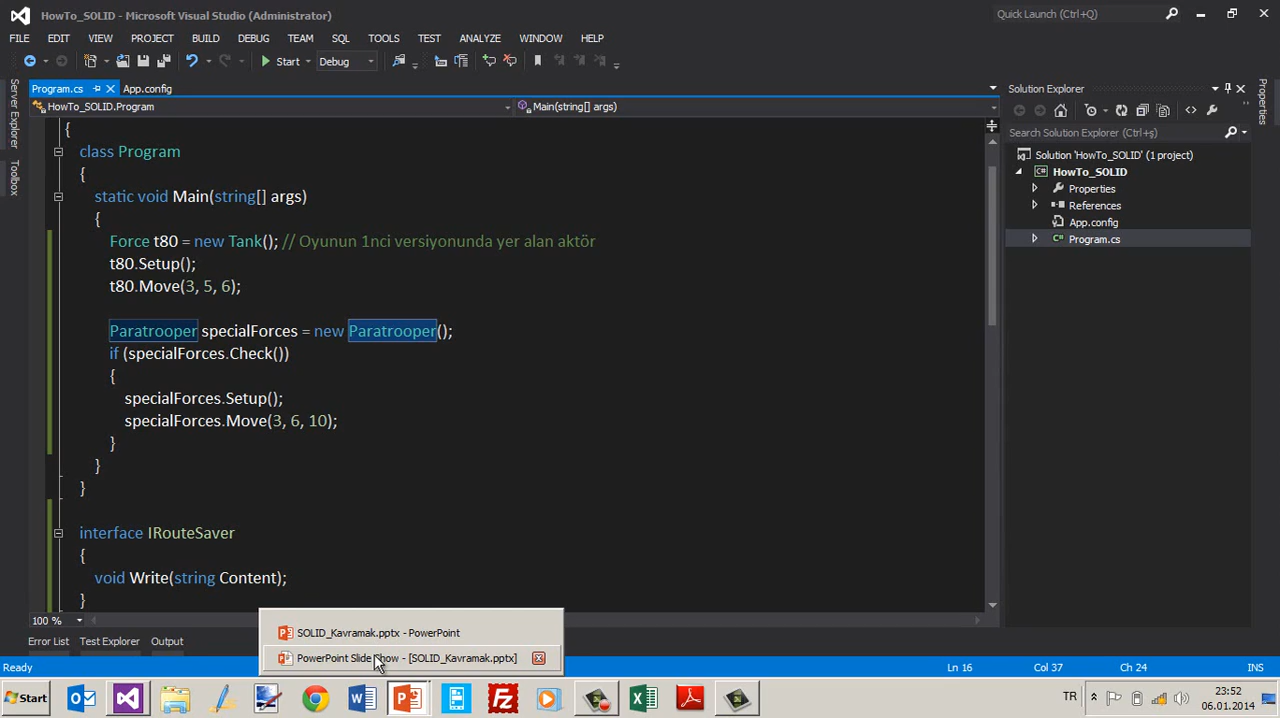 HowTo_SOLID - Microsoft Visual Studio (Administrator)
Quick Launch (Ctrl+Q)
FILE EDIT VIEW PROJECT BUILD DEBUG TEAM SQL TOOLS TEST ANALYZE WINDOW HELP
Start Debug
Program.cs App.config
HowTo_SOLID.Program
Main(string[] args)
Server Explorer
Toolbox
{
class Program
{
static void Main(string[] args)
{
Force t80 = new Tank(); // Oyunun 1nci versiyonunda yer alan aktör
t80.Setup();
t80.Move(3, 5, 6);
Paratrooper specialForces = new Paratrooper();
if (specialForces.Check())
{
specialForces.Setup();
specialForces.Move(3, 6, 10);
}
}
}
interface IRouteSaver
{
void Write(string Content);
}
100 %
Solution Explorer
Search Solution Explorer (Ctrl+ş)
Solution 'HowTo_SOLID' (1 project)
HowTo_SOLID
Properties
References
App.config
Program.cs
Properties
Error List Test Explorer Output
SOLID_Kavramak.pptx - PowerPoint
PowerPoint Slide Show - [SOLID_Kavramak.pptx]
Ready
Ln 16 Col 37 Ch 24 INS
Start
TR
23:52
06.01.2014